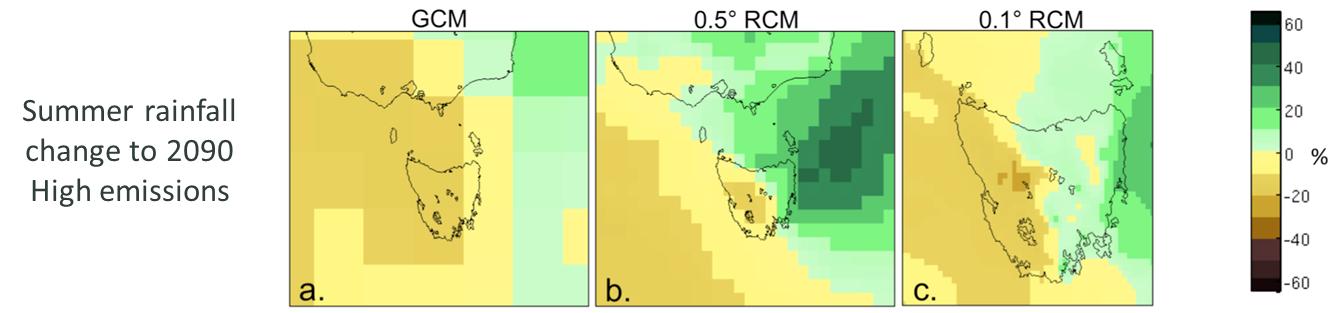 GCM
0.5° RCM
0.1° RCM
Summer rainfall
change to 2090
High emissions
a.
b.
c.
60
40
20
0
%
-20
-40
-60